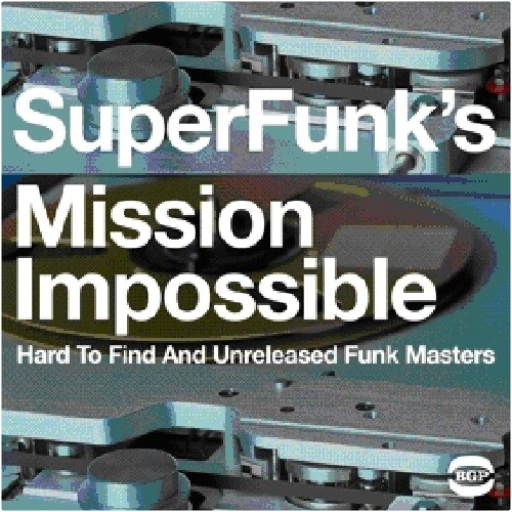 SuperFunk's
Mission
Impossible
Hard To Find And Unreleased Funk Masters
BGP